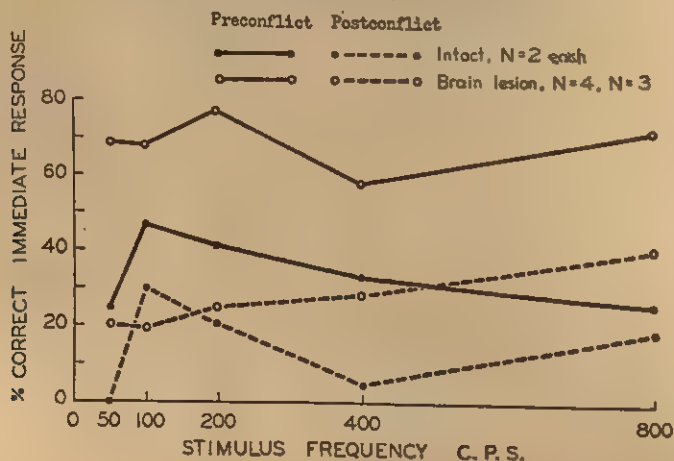 Preconflict Postconflict
Intact, N=2 each
Brain lesion, N=4, N=3
% CORRECT IMMEDIATE RESPONSE
80
60
40
20
0
0 50 100 200 400 800
STIMULUS FREQUENCY C.P.S.